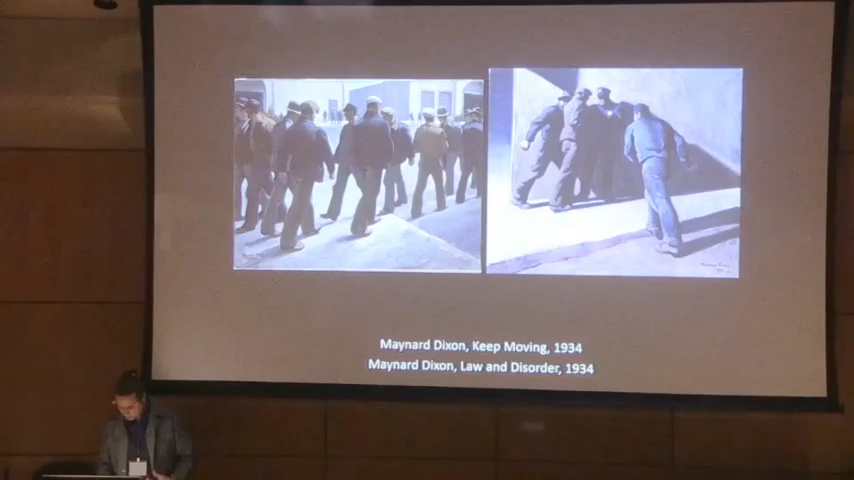 Maynard Dixon, Keep Moving, 1934
Maynard Dixon, Law and Disorder, 1934